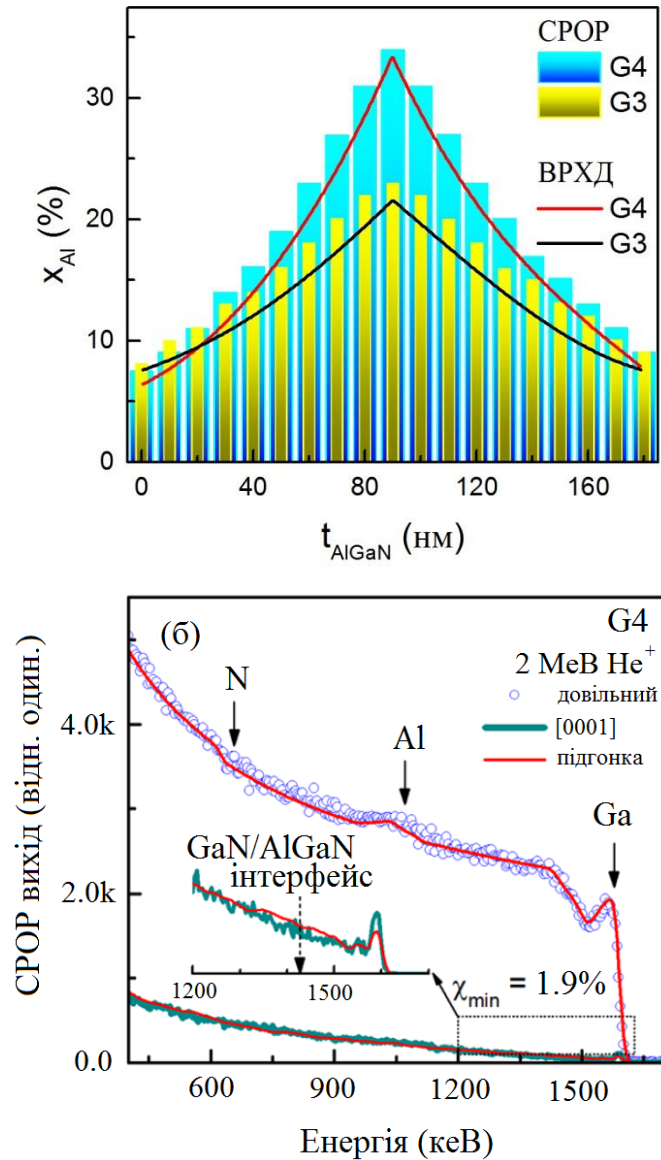 СРОР
G4
G3
ВРХД
G4
G3
x_Al (%)
30
20
10
0
0 40 80 120 160
t_AlGaN (нм)
(б)
G4
2 МеВ He⁺
довільний
[0001]
підгонка
N
Al
Ga
GaN/AlGaN
інтерфейс
1200 1500
χ_min = 1.9%
СРОР вихід (відн. один.)
4.0k
2.0k
0.0
600 900 1200 1500
Енергія (кеВ)